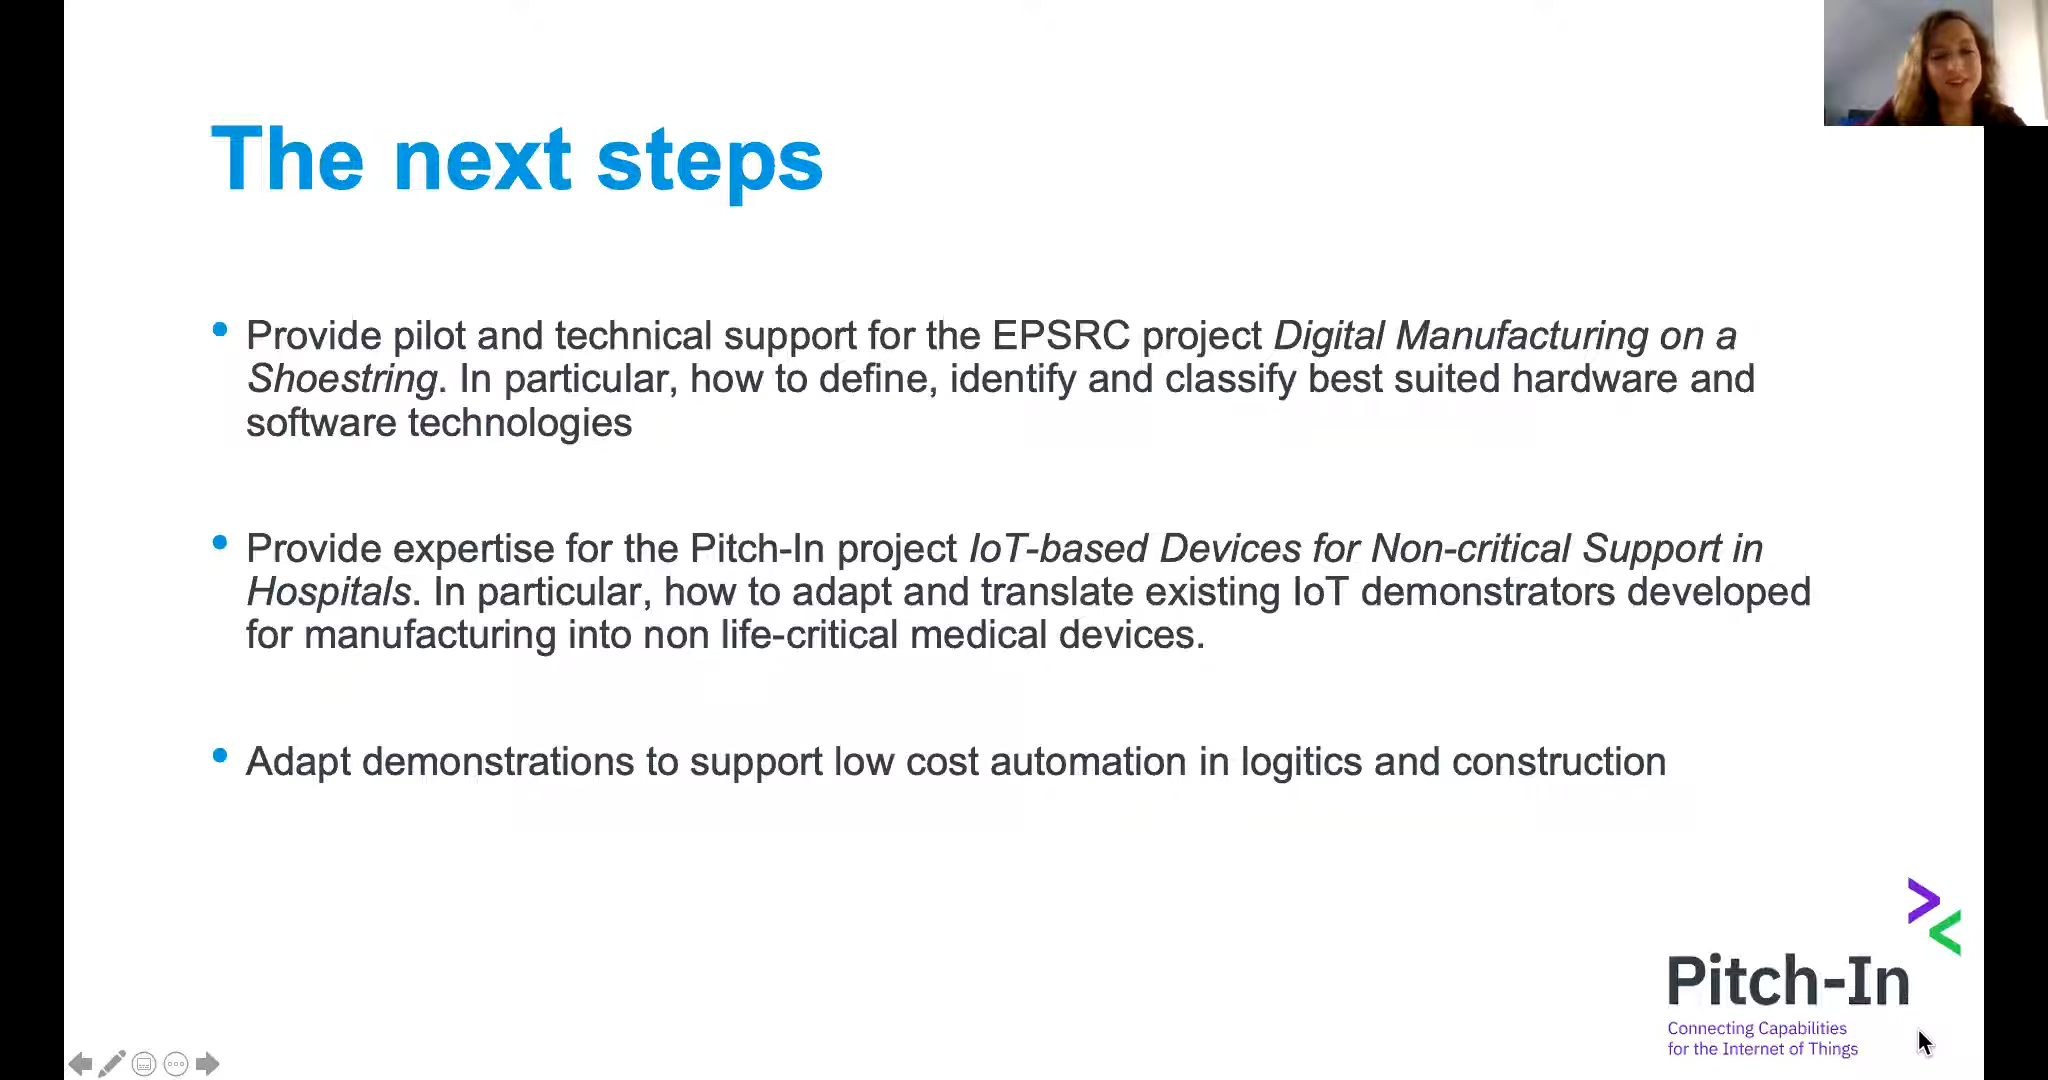 The next steps
• Provide pilot and technical support for the EPSRC project Digital Manufacturing on a
Shoestring. In particular, how to define, identify and classify best suited hardware and
software technologies
• Provide expertise for the Pitch-In project IoT-based Devices for Non-critical Support in
Hospitals. In particular, how to adapt and translate existing IoT demonstrators developed
for manufacturing into non life-critical medical devices.
• Adapt demonstrations to support low cost automation in logitics and construction
Pitch-In
Connecting Capabilities
for the Internet of Things